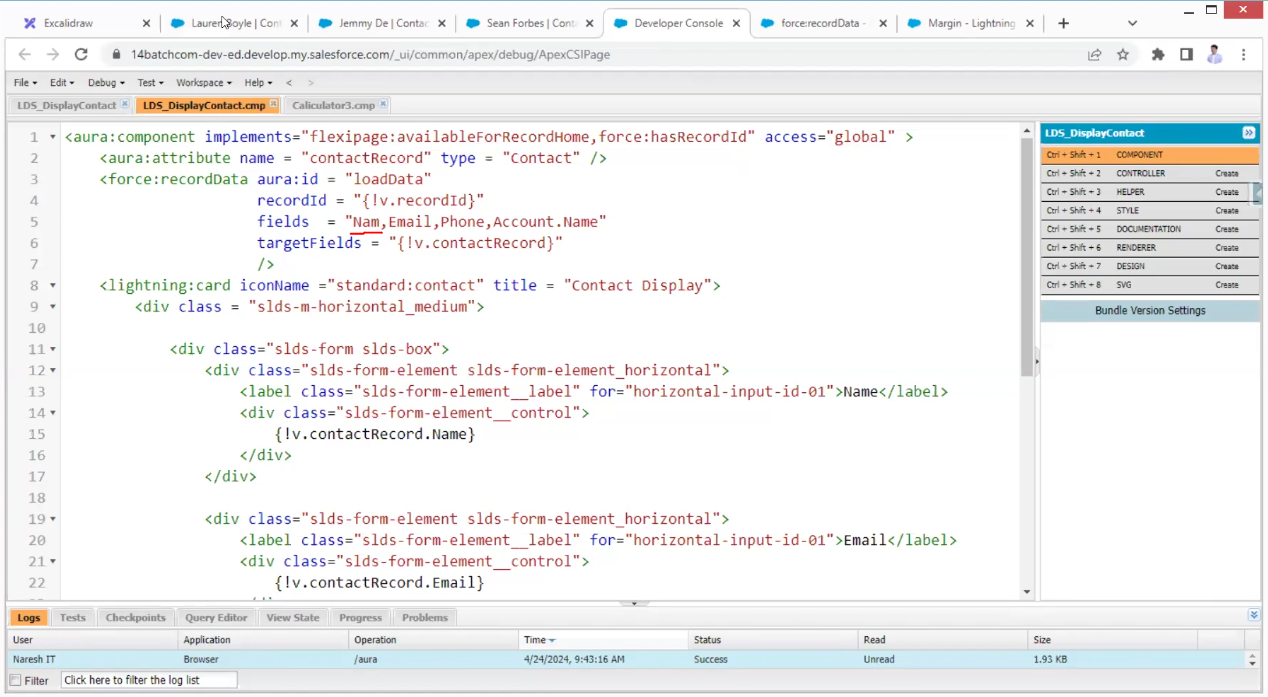 Excalidraw
Lauren Boyle | Cont
Jemmy De | Contac
Sean Forbes | Conta
Developer Console
force:recordData -
Margin - Lightning
14batchcom-dev-ed.develop.my.salesforce.com/_ui/common/apex/debug/ApexCSIPage
File Edit Debug Test Workspace Help < >
LDS_DisplayContact LDS_DisplayContact.cmp Caliculator3.cmp
1 <aura:component implements="flexipage:availableForRecordHome,force:hasRecordId" access="global" >
2 <aura:attribute name = "contactRecord" type = "Contact" />
3 <force:recordData aura:id = "loadData"
4 recordId = "{!v.recordId}"
5 fields = "Nam,Email,Phone,Account.Name"
6 targetFields = "{!v.contactRecord}"
7 />
8 <lightning:card iconName ="standard:contact" title = "Contact Display">
9 <div class = "slds-m-horizontal_medium">
10
11 <div class="slds-form slds-box">
12 <div class="slds-form-element slds-form-element_horizontal">
13 <label class="slds-form-element__label" for="horizontal-input-id-01">Name</label>
14 <div class="slds-form-element__control">
15 {!v.contactRecord.Name}
16 </div>
17 </div>
18
19 <div class="slds-form-element slds-form-element_horizontal">
20 <label class="slds-form-element__label" for="horizontal-input-id-01">Email</label>
21 <div class="slds-form-element__control">
22 {!v.contactRecord.Email}
LDS_DisplayContact
Ctrl + Shift + 1 COMPONENT
Ctrl + Shift + 2 CONTROLLER Create
Ctrl + Shift + 3 HELPER Create
Ctrl + Shift + 4 STYLE Create
Ctrl + Shift + 5 DOCUMENTATION Create
Ctrl + Shift + 6 RENDERER Create
Ctrl + Shift + 7 DESIGN Create
Ctrl + Shift + 8 SVG Create
Bundle Version Settings
Logs Tests Checkpoints Query Editor View State Progress Problems
User Application Operation Time Status Read Size
Naresh IT Browser /aura 4/24/2024, 9:43:16 AM Success Unread 1.93 KB
Filter Click here to filter the log list